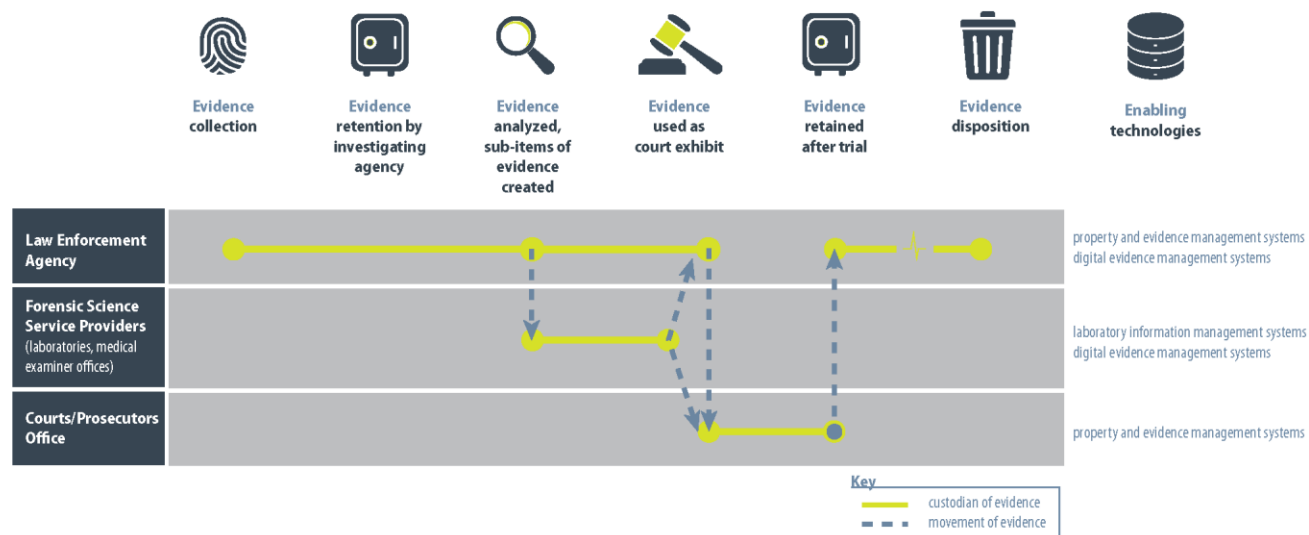 Evidence
collection
Evidence
retention by
investigating
agency
Evidence
analyzed,
sub-items of
evidence
created
Evidence
used as
court exhibit
Evidence
retained
after trial
Evidence
disposition
Enabling
technologies
Law Enforcement
Agency
property and evidence management systems
digital evidence management systems
Forensic Science
Service Providers
(laboratories, medical
examiner offices)
laboratory information management systems
digital evidence management systems
Courts/Prosecutors
Office
property and evidence management systems
Key
custodian of evidence
movement of evidence